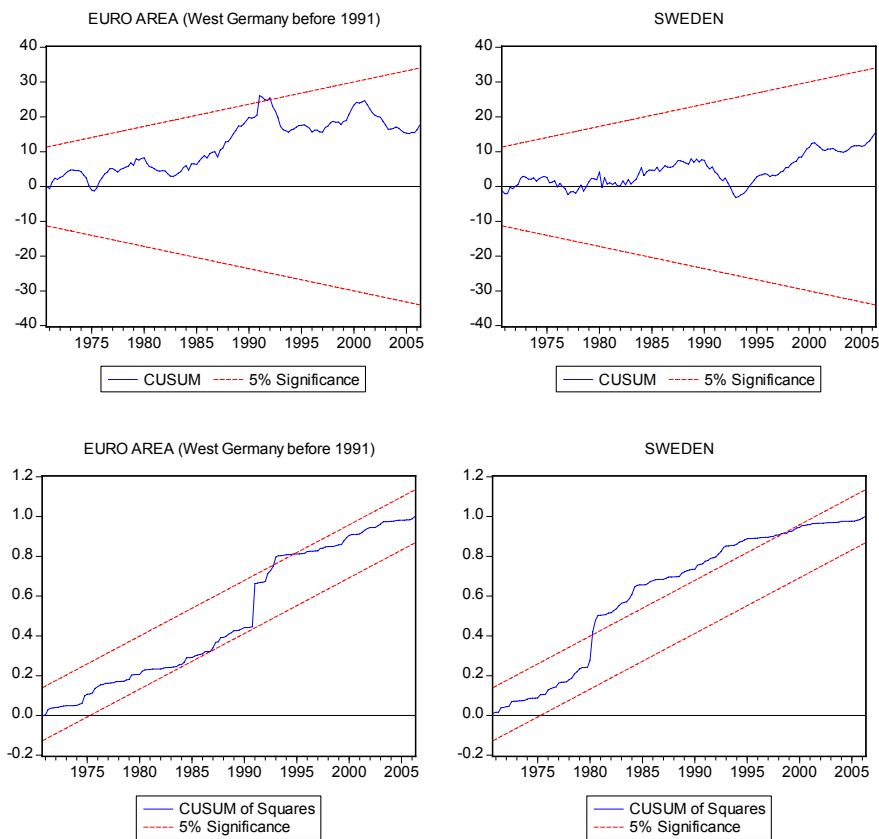 EURO AREA (West Germany before 1991)
40
30
20
10
0
-10
-20
-30
-40
1975 1980 1985 1990 1995 2000 2005
CUSUM 5% Significance
SWEDEN
40
30
20
10
0
-10
-20
-30
-40
1975 1980 1985 1990 1995 2000 2005
CUSUM 5% Significance
EURO AREA (West Germany before 1991)
1.2
1.0
0.8
0.6
0.4
0.2
0.0
-0.2
1975 1980 1985 1990 1995 2000 2005
CUSUM of Squares
5% Significance
SWEDEN
1.2
1.0
0.8
0.6
0.4
0.2
0.0
-0.2
1975 1980 1985 1990 1995 2000 2005
CUSUM of Squares
5% Significance